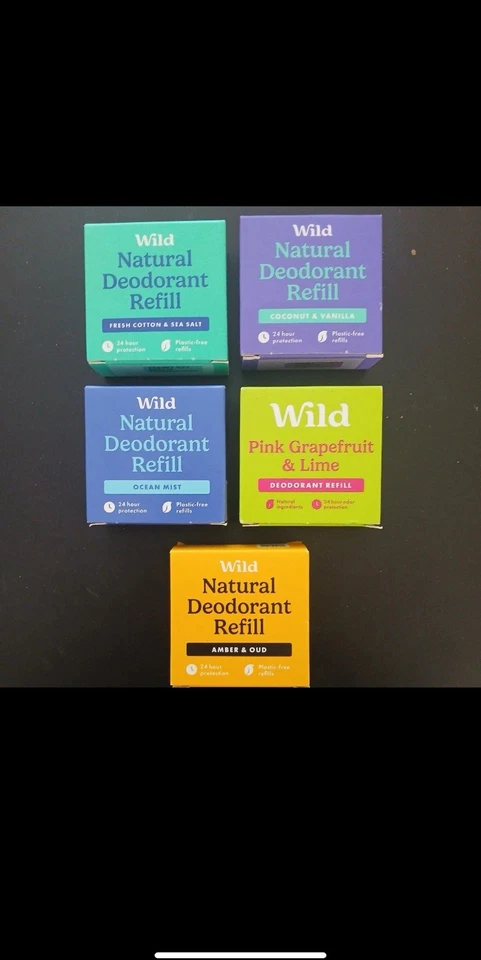 Wild
Natural
Deodorant
Refill
FRESH COTTON & SEA SALT
24 hour
protection
Plastic-free
refills
Wild
Natural
Deodorant
Refill
COCONUT & VANILLA
24 hour
protection
Plastic-free
refills
Wild
Natural
Deodorant
Refill
OCEAN MIST
24 hour
protection
Plastic-free
refills
Wild
Pink Grapefruit
& Lime
DEODORANT REFILL
Natural
ingredients
24 hour odor
protection
Wild
Natural
Deodorant
Refill
AMBER & OUD
24 hour
protection
Plastic-free
refills